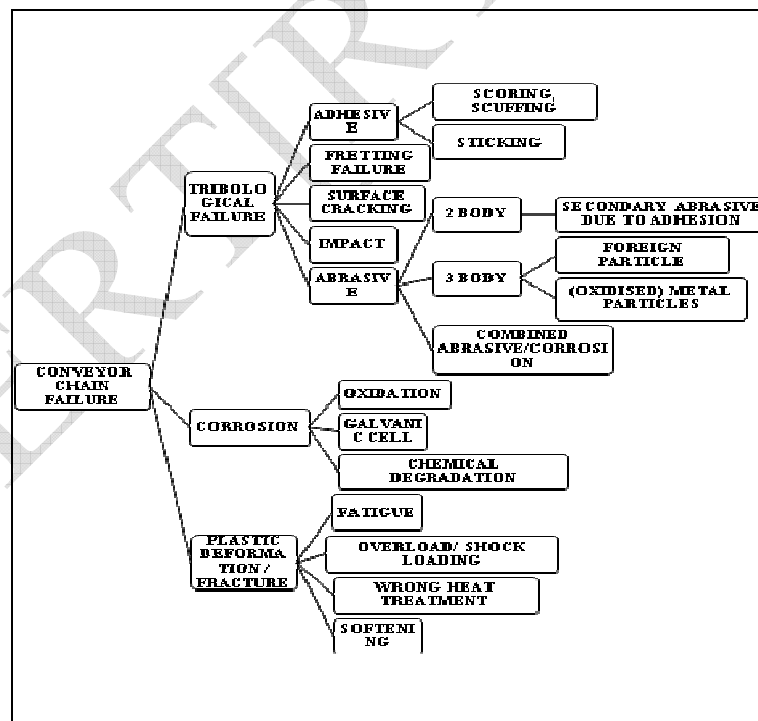 SCORING,
SCUFFING
ADHESIV
E
STICKING
FRETTING
FAILURE
TRIBOLO
GICAL
FAILURE
SURFACE
CRACKING
2 BODY
SECONDARY ABRASIVE
DUE TO ADHESION
IMPACT
FOREIGN
PARTICLE
ABRASIV
E
3 BODY
(OXIDISED) METAL
PARTICLES
COMBINED
ABRASIVE/CORROSI
ON
CONVEYOR
CHAIN
FAILURE
OXIDATION
CORROSION
GALVANI
C CELL
CHEMICAL
DEGRADATION
FATIGUE
PLASTIC
DEFORMA
TION /
FRACTURE
OVERLOAD/ SHOCK
LOADING
WRONG HEAT
TREATMENT
SOFTENI
NG